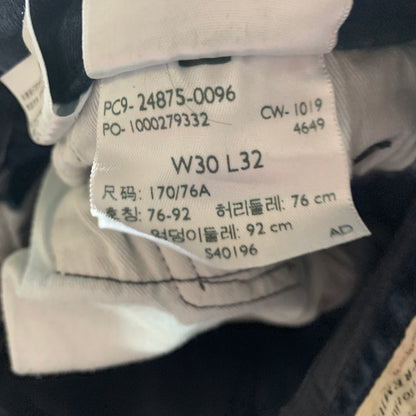 PC9- 24875-0096
PO- 1000279332
CW- 1019
4649
W30 L32
尺码: 170/76A
호칭: 76-92 허리둘레: 76 cm
엉덩이둘레: 92 cm
S40196
AD